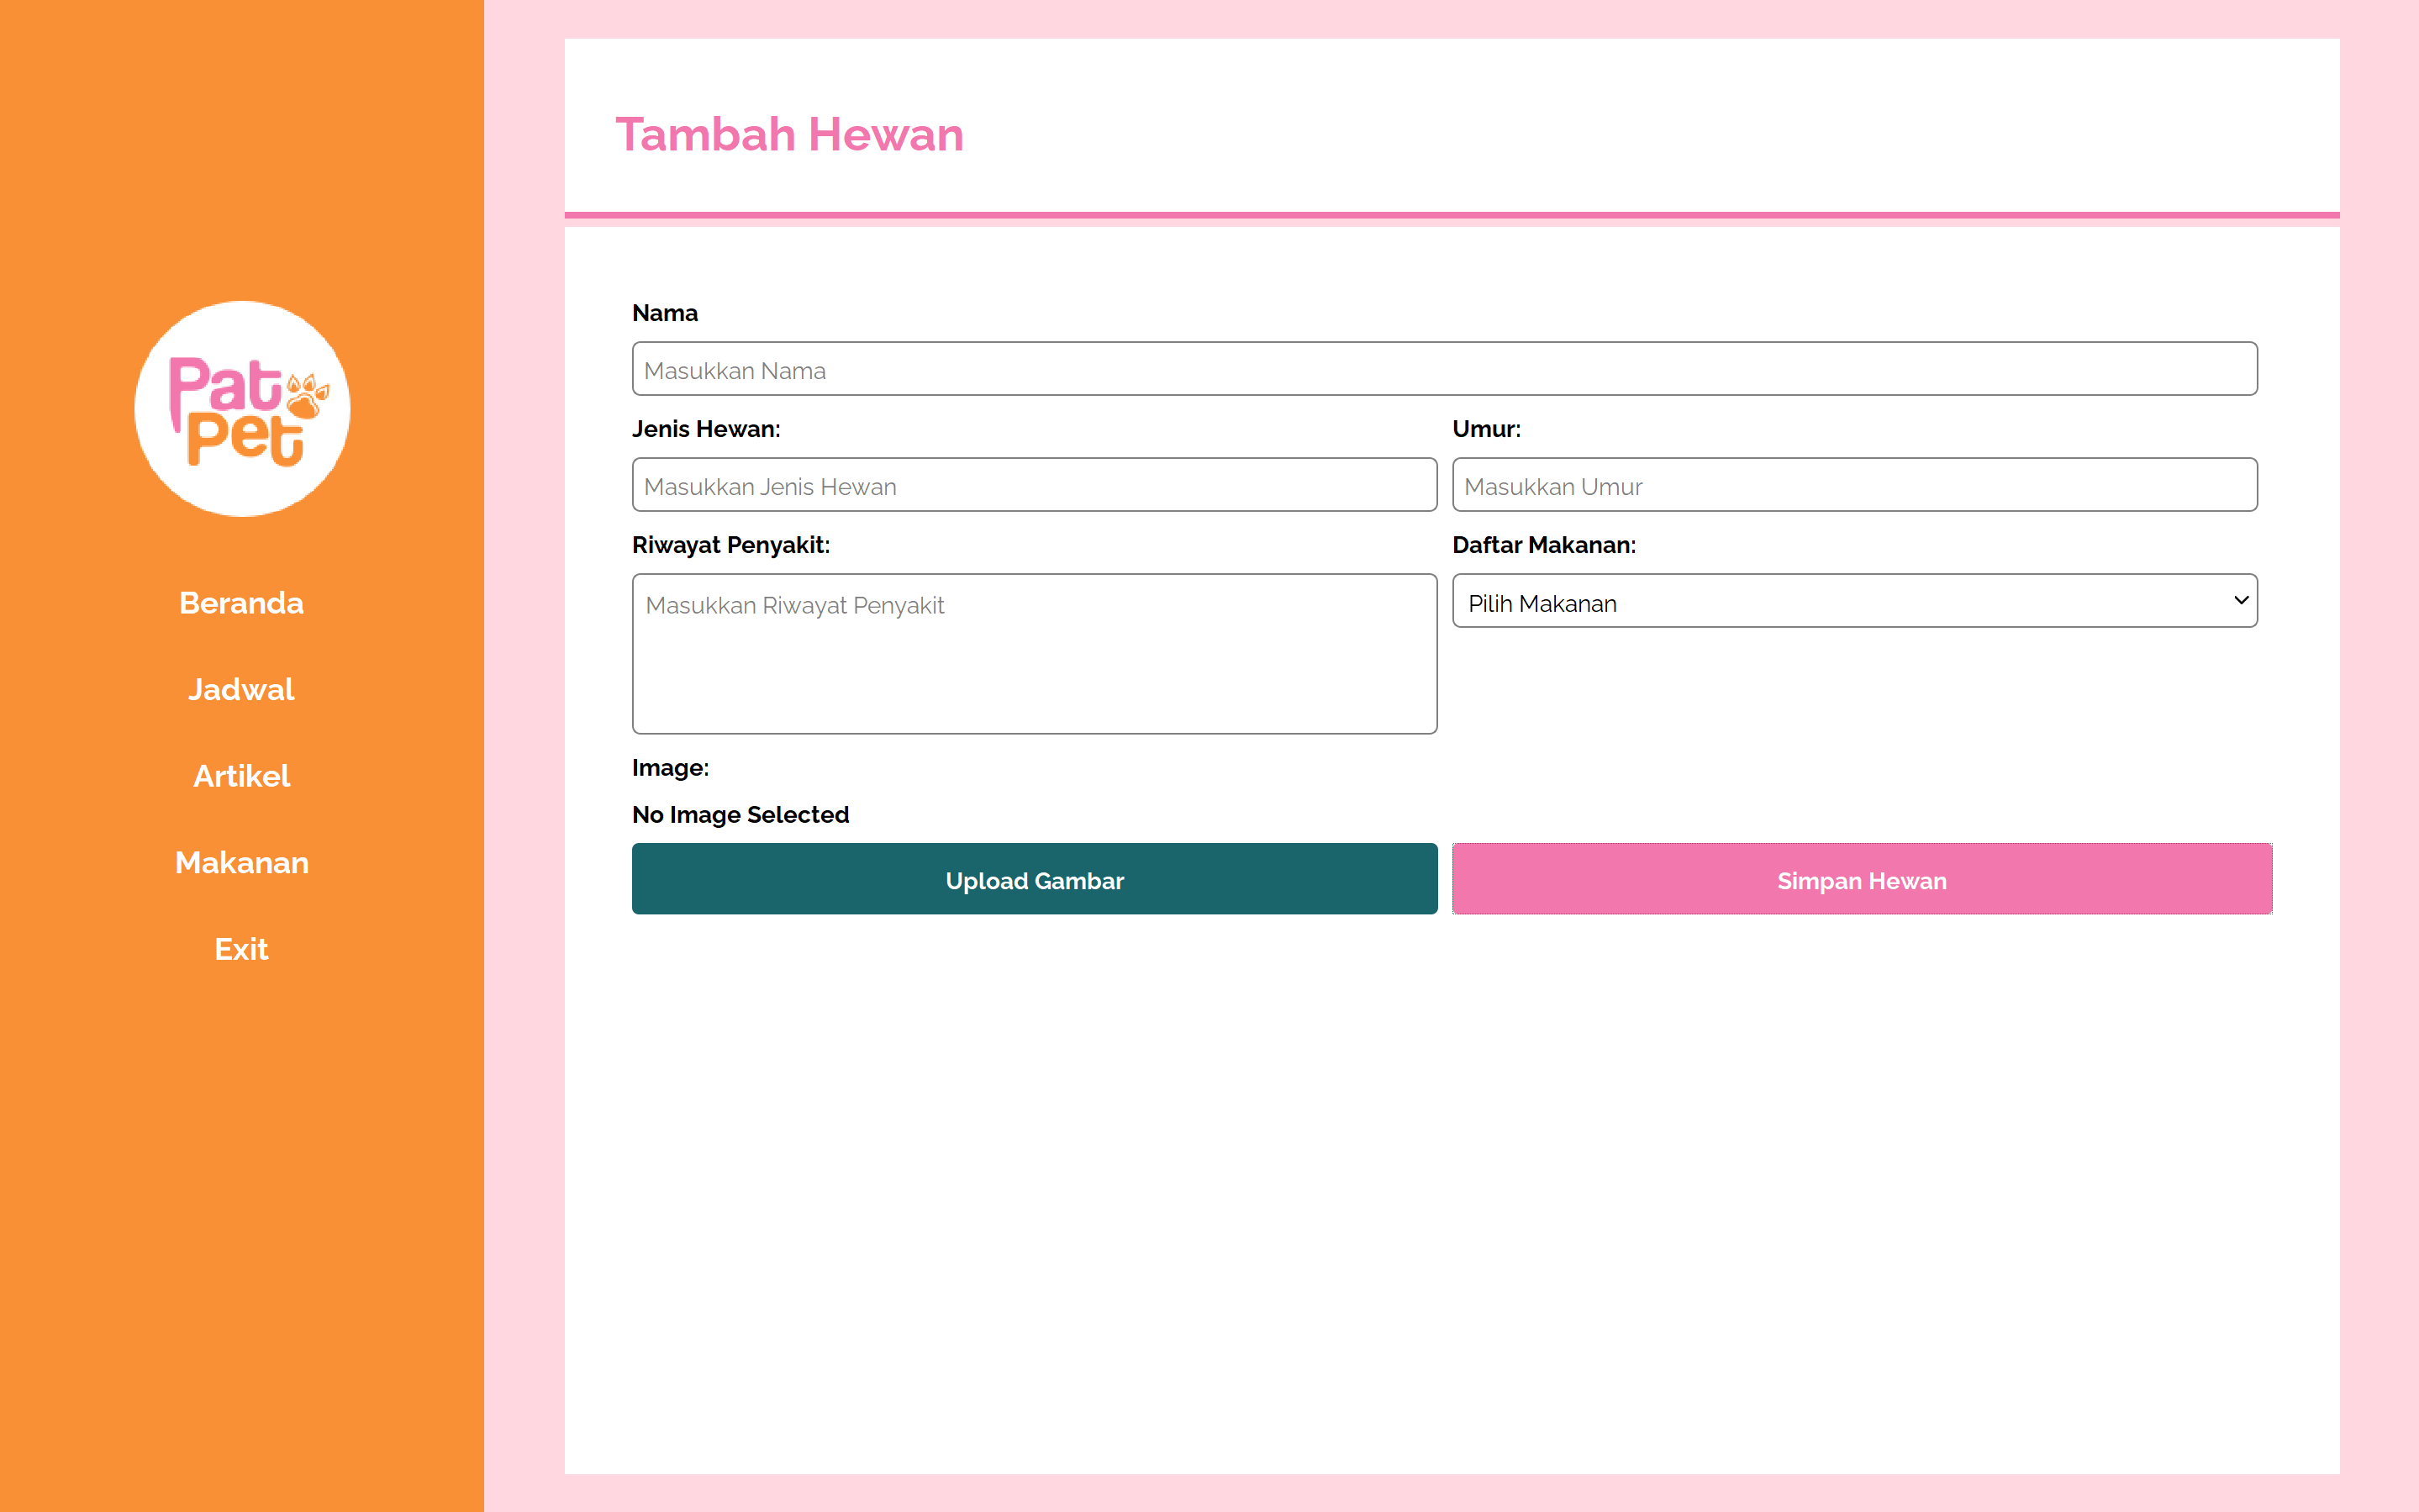 Pat
Pet
Beranda
Jadwal
Artikel
Makanan
Exit
Tambah Hewan
Nama
Masukkan Nama
Jenis Hewan: Umur:
Masukkan Jenis Hewan Masukkan Umur
Riwayat Penyakit: Daftar Makanan:
Masukkan Riwayat Penyakit Pilih Makanan
Image:
No Image Selected
Upload Gambar Simpan Hewan